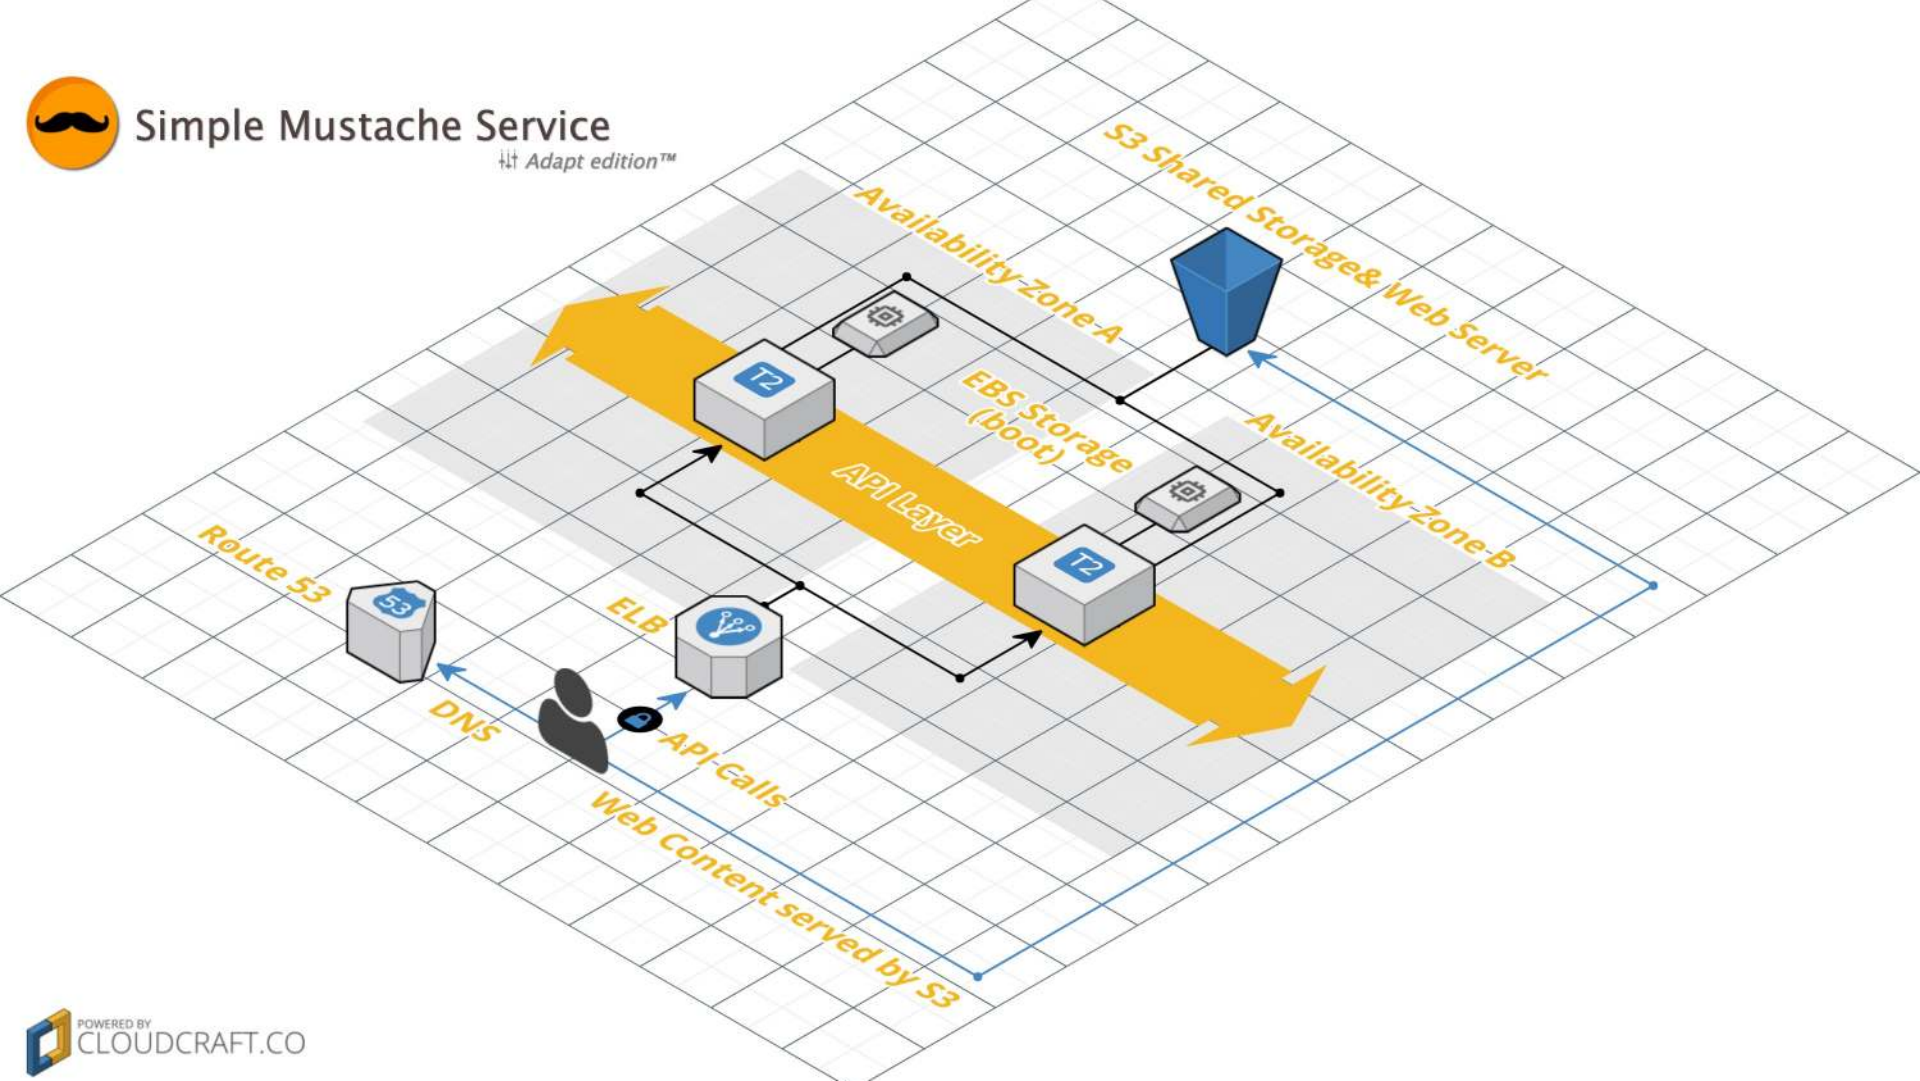 Simple Mustache Service
Adapt edition™
S3 Shared Storage& Web Server
Availability Zone A
T2
EBS Storage
(boot)
Availability Zone B
API Layer
T2
Route 53
53
ELB
DNS
API Calls
Web Content served by S3
POWERED BY
CLOUDCRAFT.CO